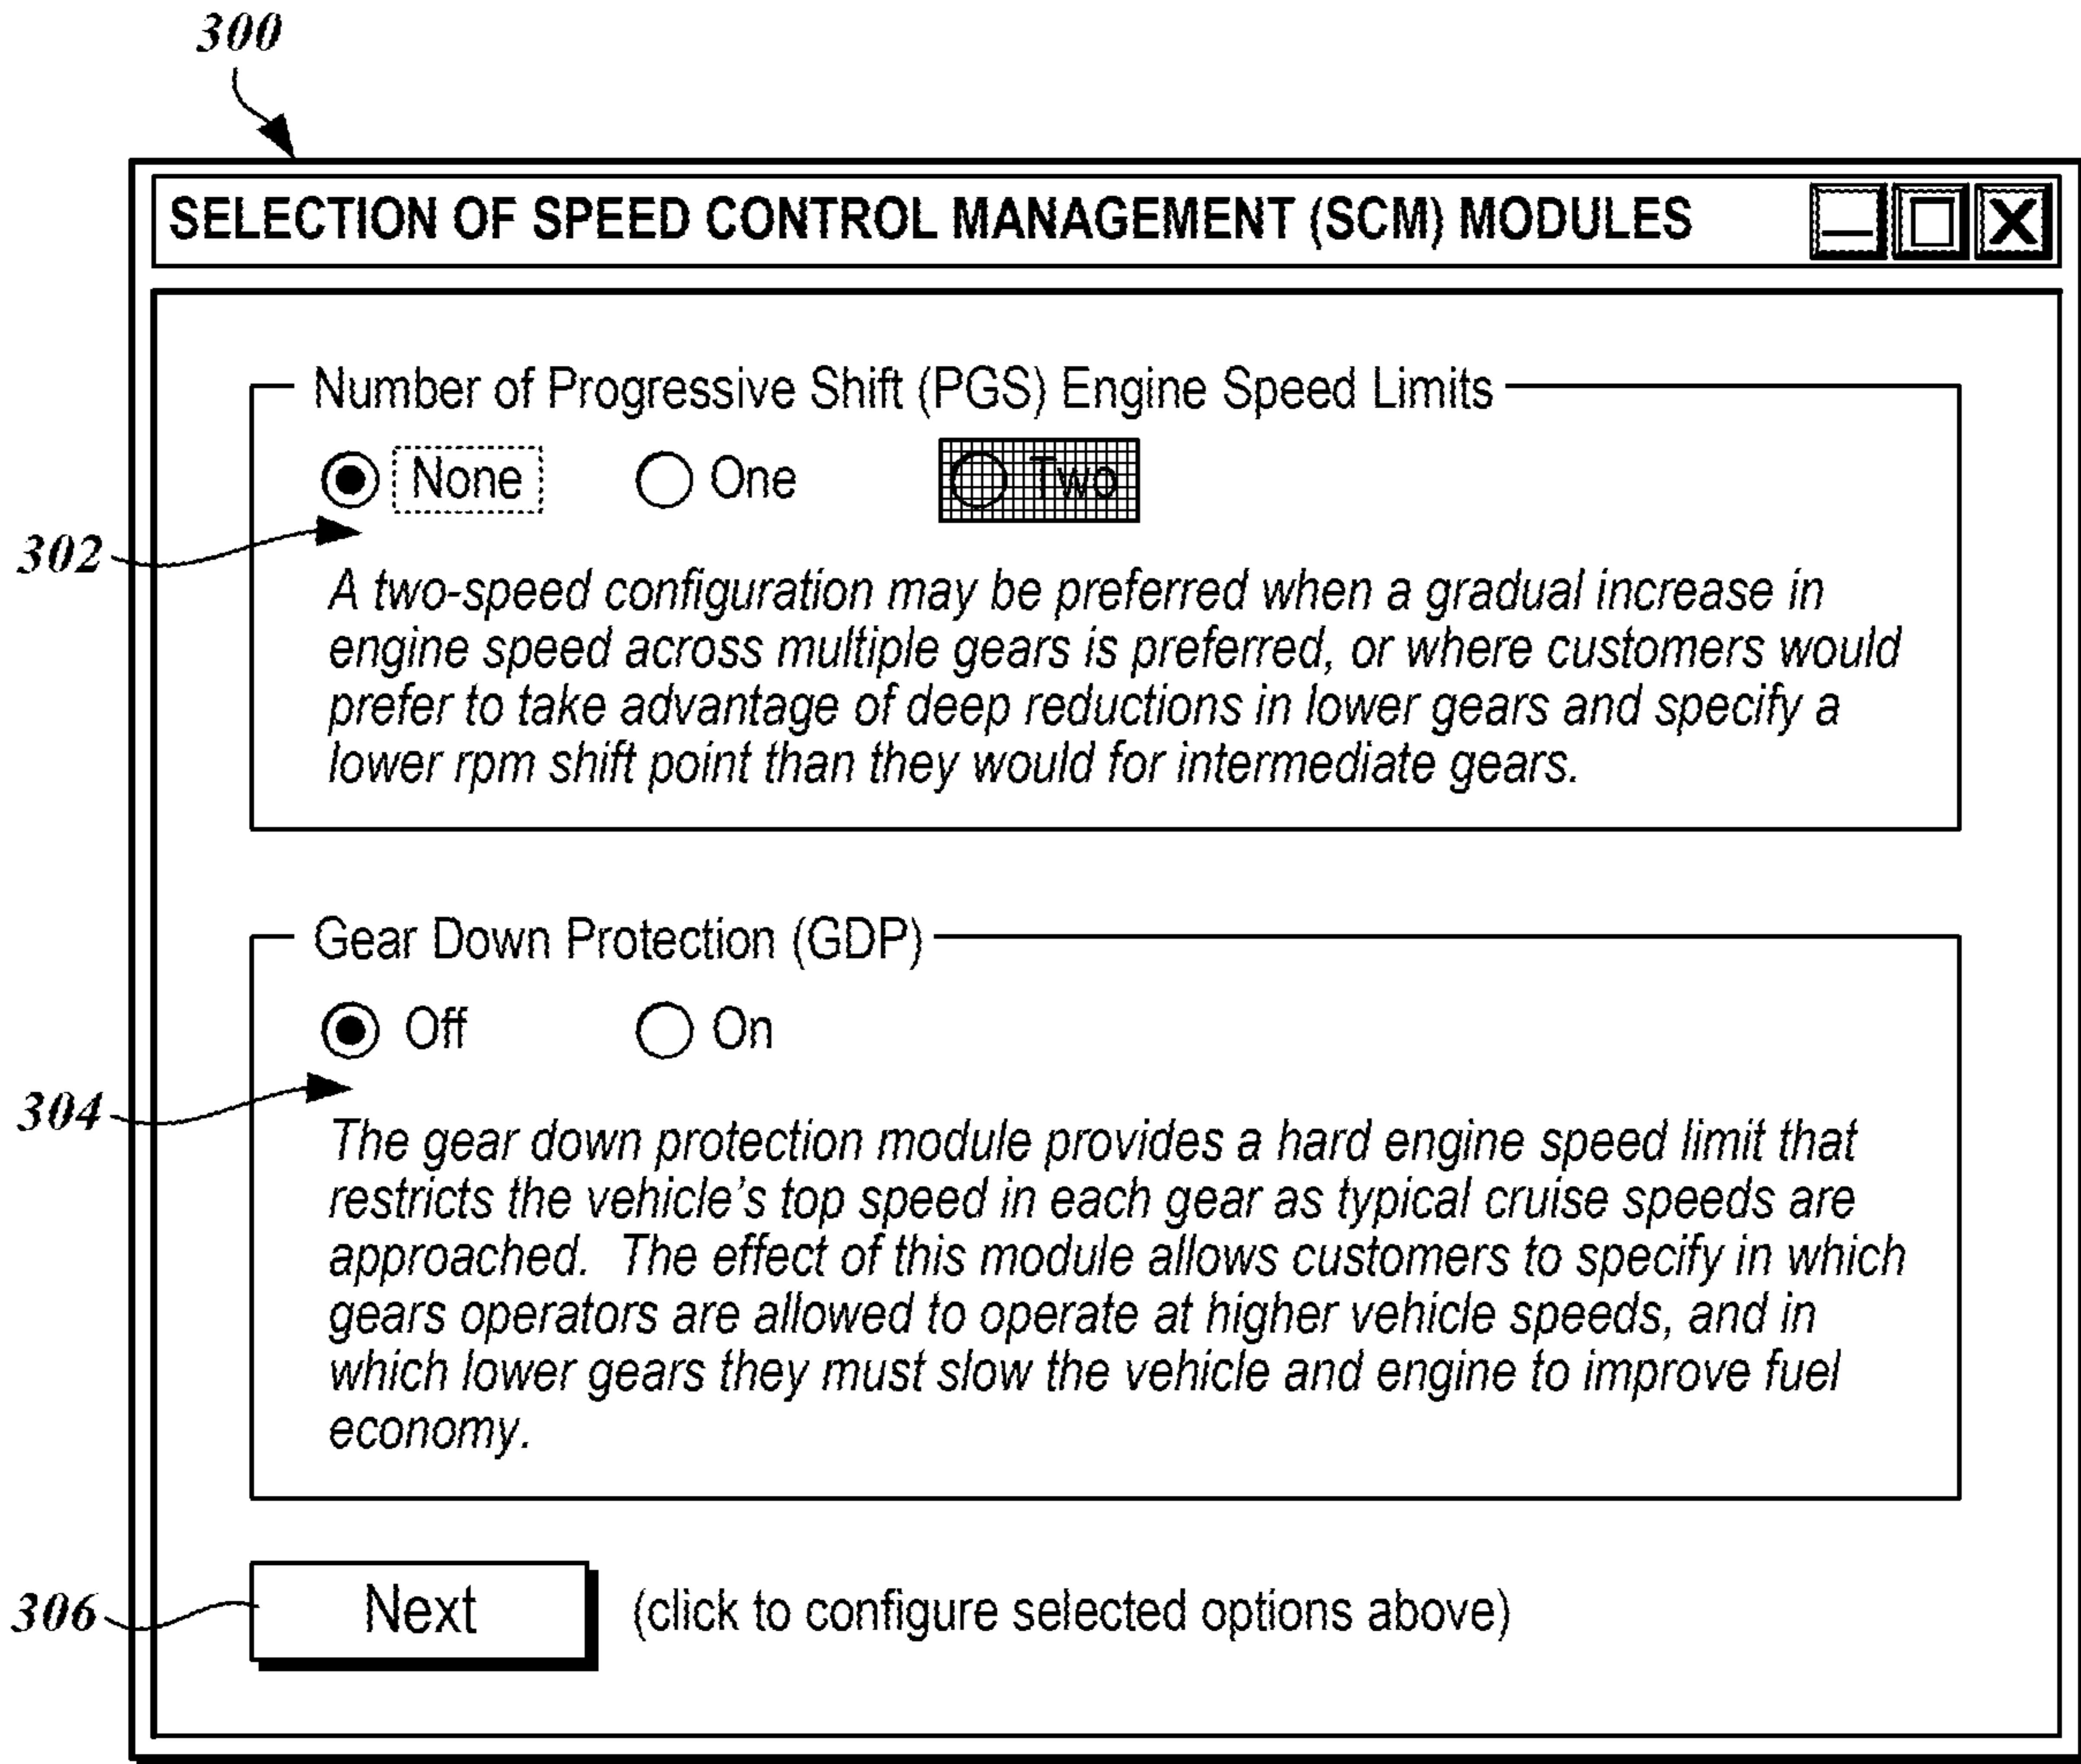 300
SELECTION OF SPEED CONTROL MANAGEMENT (SCM) MODULES
Number of Progressive Shift (PGS) Engine Speed Limits
None One Two
302
A two-speed configuration may be preferred when a gradual increase in
engine speed across multiple gears is preferred, or where customers would
prefer to take advantage of deep reductions in lower gears and specify a
lower rpm shift point than they would for intermediate gears.
Gear Down Protection (GDP)
Off On
304
The gear down protection module provides a hard engine speed limit that
restricts the vehicle's top speed in each gear as typical cruise speeds are
approached. The effect of this module allows customers to specify in which
gears operators are allowed to operate at higher vehicle speeds, and in
which lower gears they must slow the vehicle and engine to improve fuel
economy.
306
Next (click to configure selected options above)